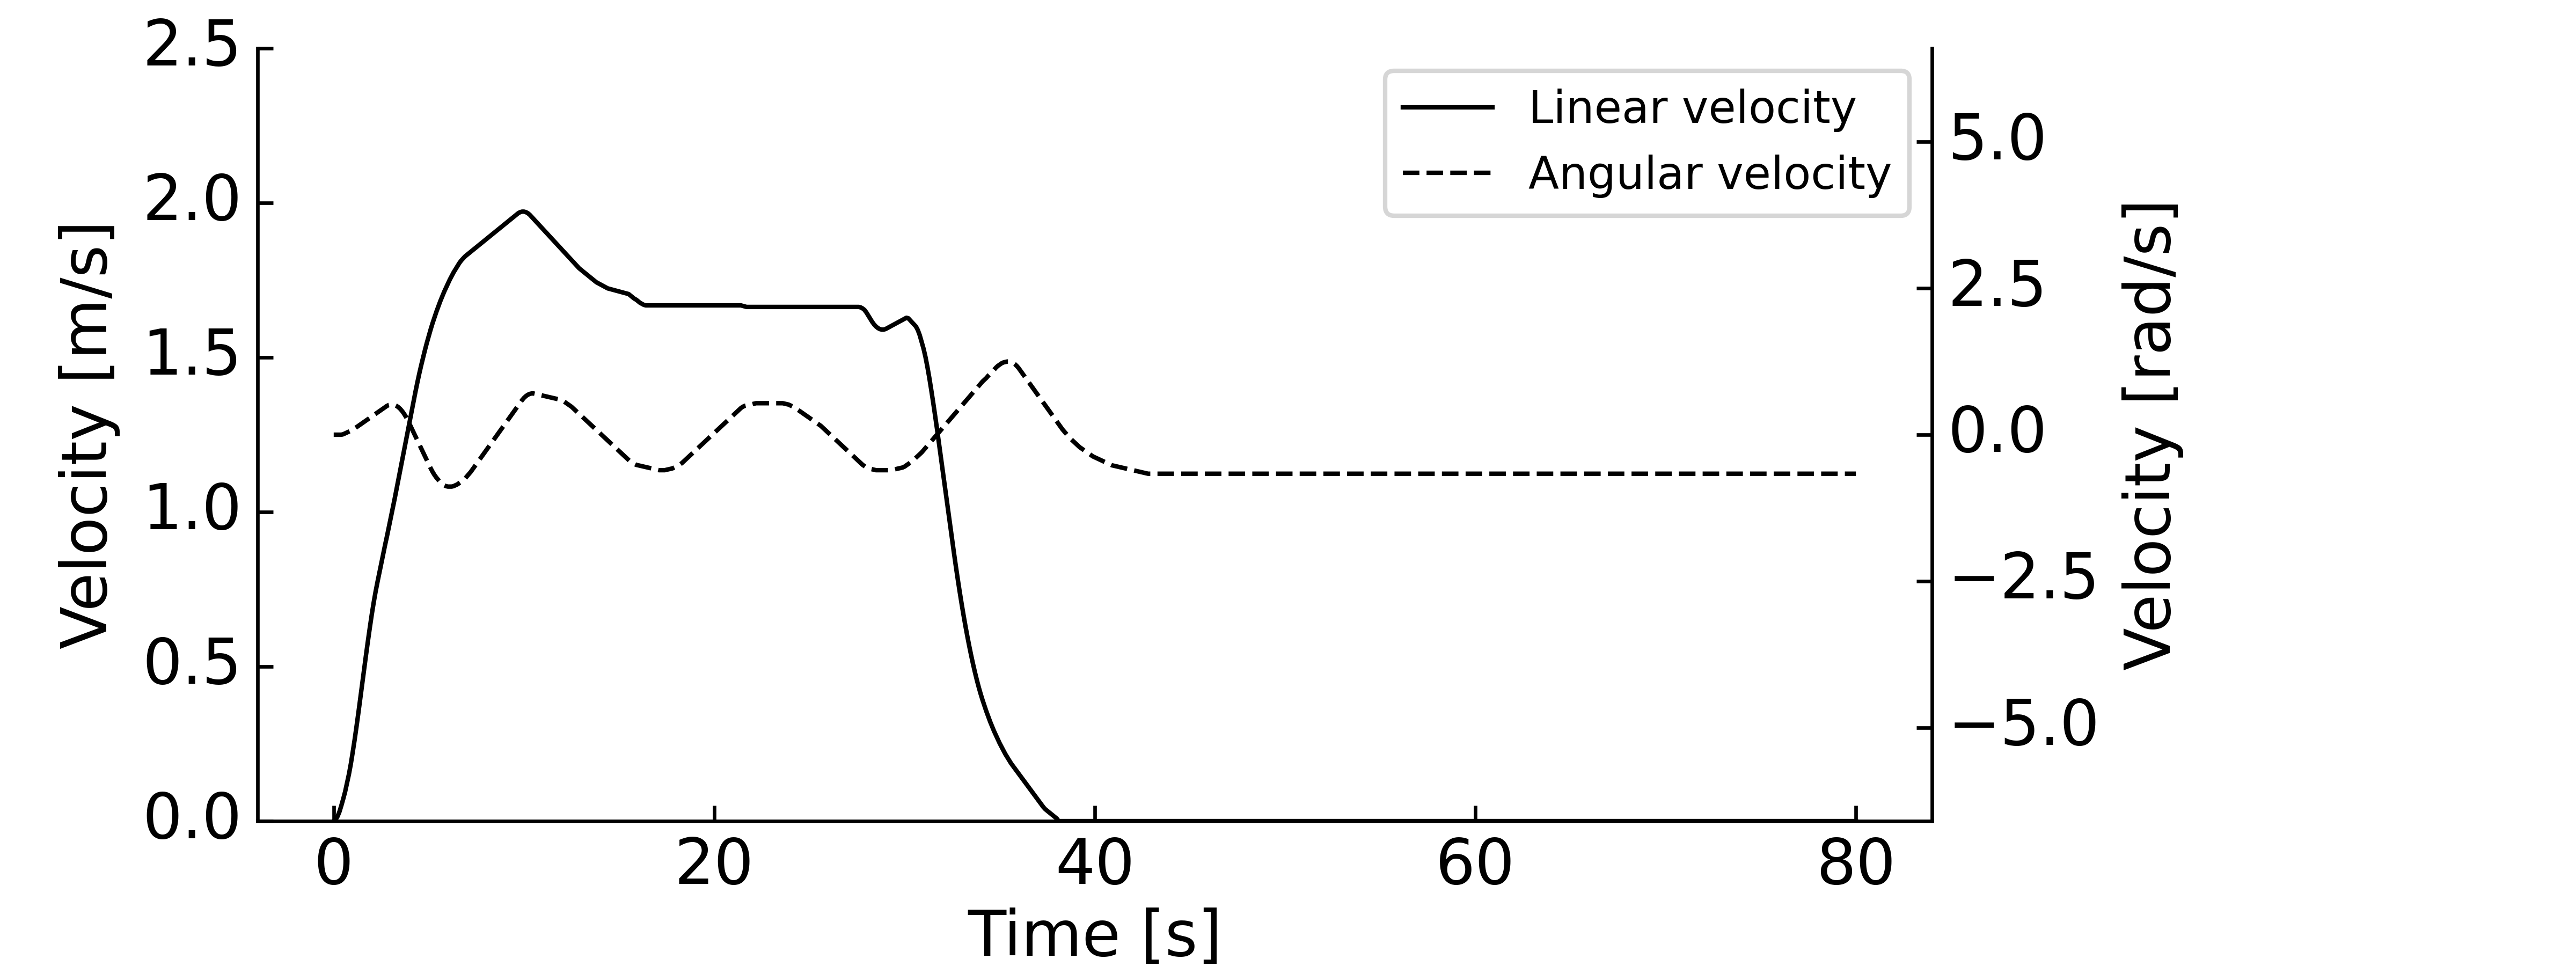 2.5
2.0
1.5
1.0
0.5
0.0
Velocity [m/s]
Linear velocity
Angular velocity
5.0
2.5
0.0
−2.5
−5.0
Velocity [rad/s]
0 20 40 60 80
Time [s]